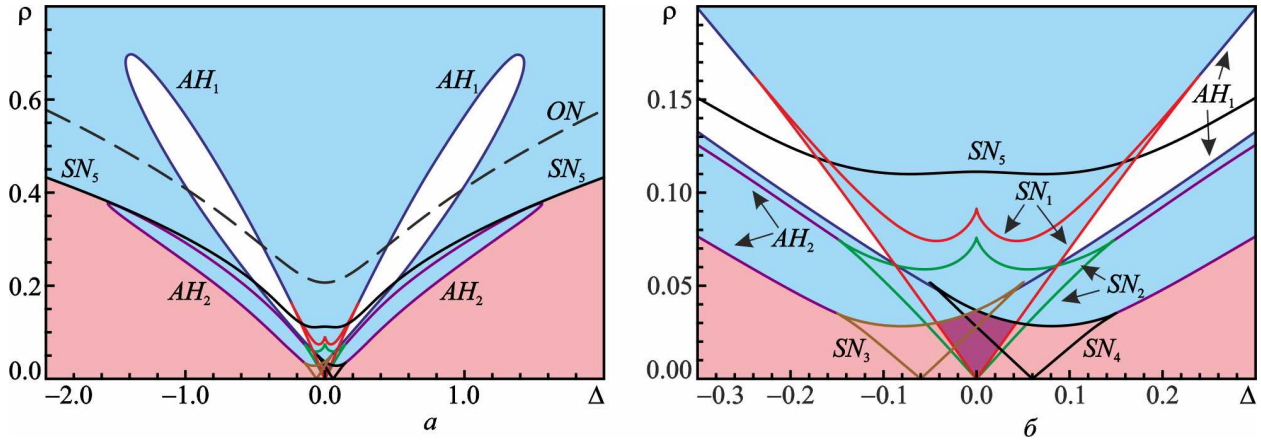 ρ
AH₁
AH₁
0.6
ON
SN₅
SN₅
0.4
0.2
AH₂
AH₂
0.0
−2.0
−1.0
0.0
1.0
Δ
а
ρ
0.15
AH₁
SN₅
0.10
SN₁
AH₂
SN₂
0.05
SN₃
SN₄
0.00
−0.3
−0.2
−0.1
0.0
0.1
0.2
Δ
б